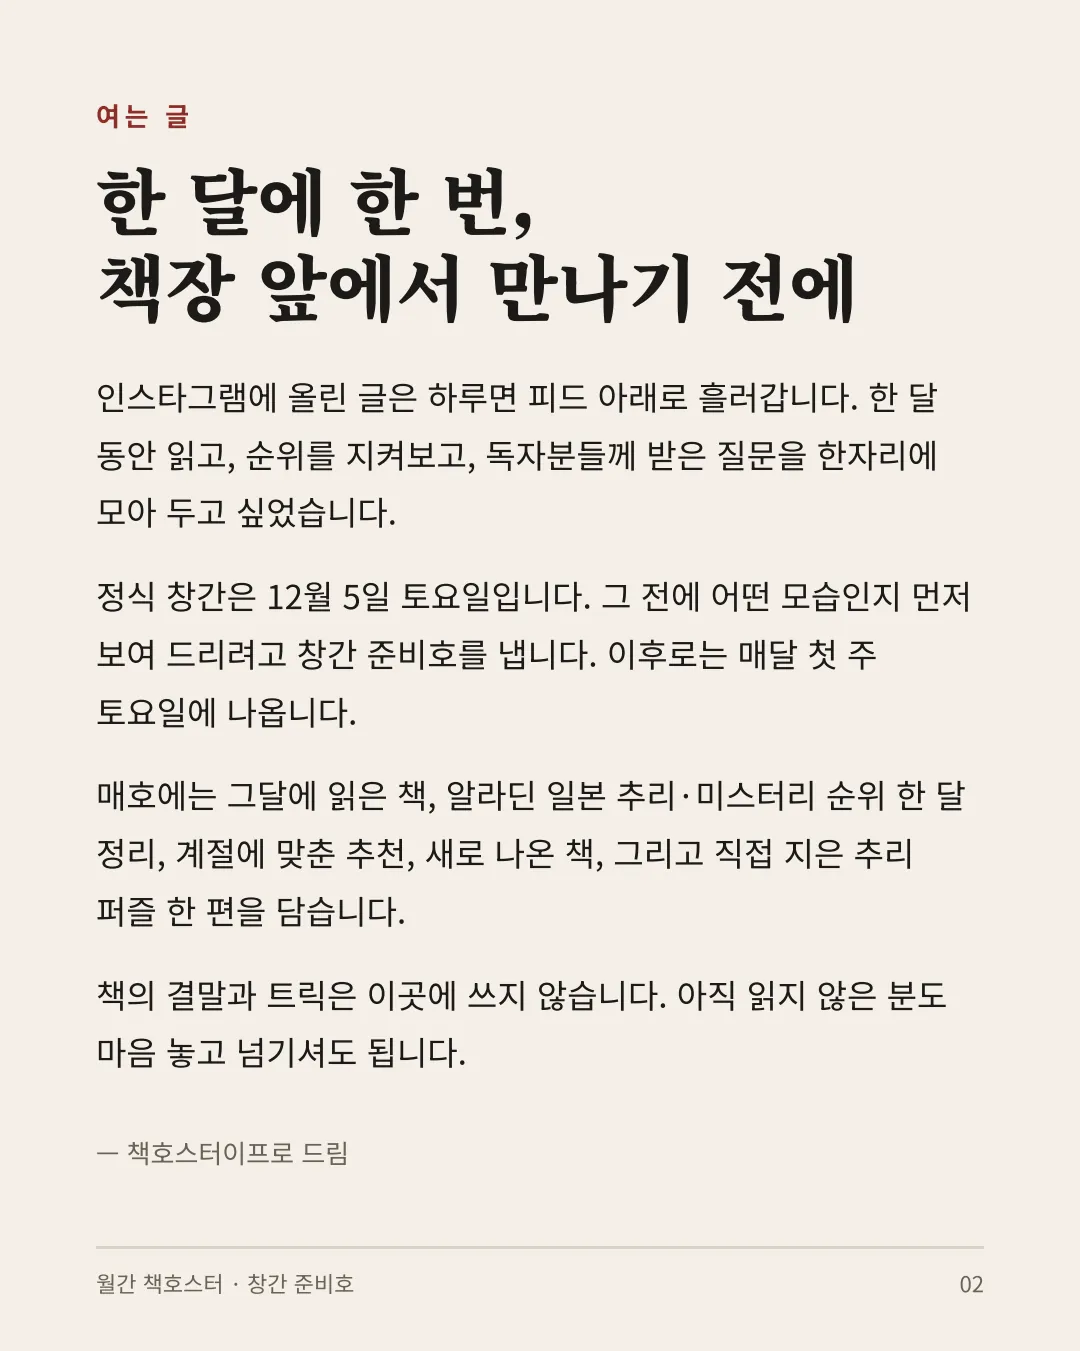 여는 글
한 달에 한 번,
책장 앞에서 만나기 전에
인스타그램에 올린 글은 하루면 피드 아래로 흘러갑니다. 한 달
동안 읽고, 순위를 지켜보고, 독자분들께 받은 질문을 한자리에
모아 두고 싶었습니다.
정식 창간은 12월 5일 토요일입니다. 그 전에 어떤 모습인지 먼저
보여 드리려고 창간 준비호를 냅니다. 이후로는 매달 첫 주
토요일에 나옵니다.
매호에는 그달에 읽은 책, 알라딘 일본 추리·미스터리 순위 한 달
정리, 계절에 맞춘 추천, 새로 나온 책, 그리고 직접 지은 추리
퍼즐 한 편을 담습니다.
책의 결말과 트릭은 이곳에 쓰지 않습니다. 아직 읽지 않은 분도
마음 놓고 넘기셔도 됩니다.
— 책호스터이프로 드림
월간 책호스터 · 창간 준비호
02